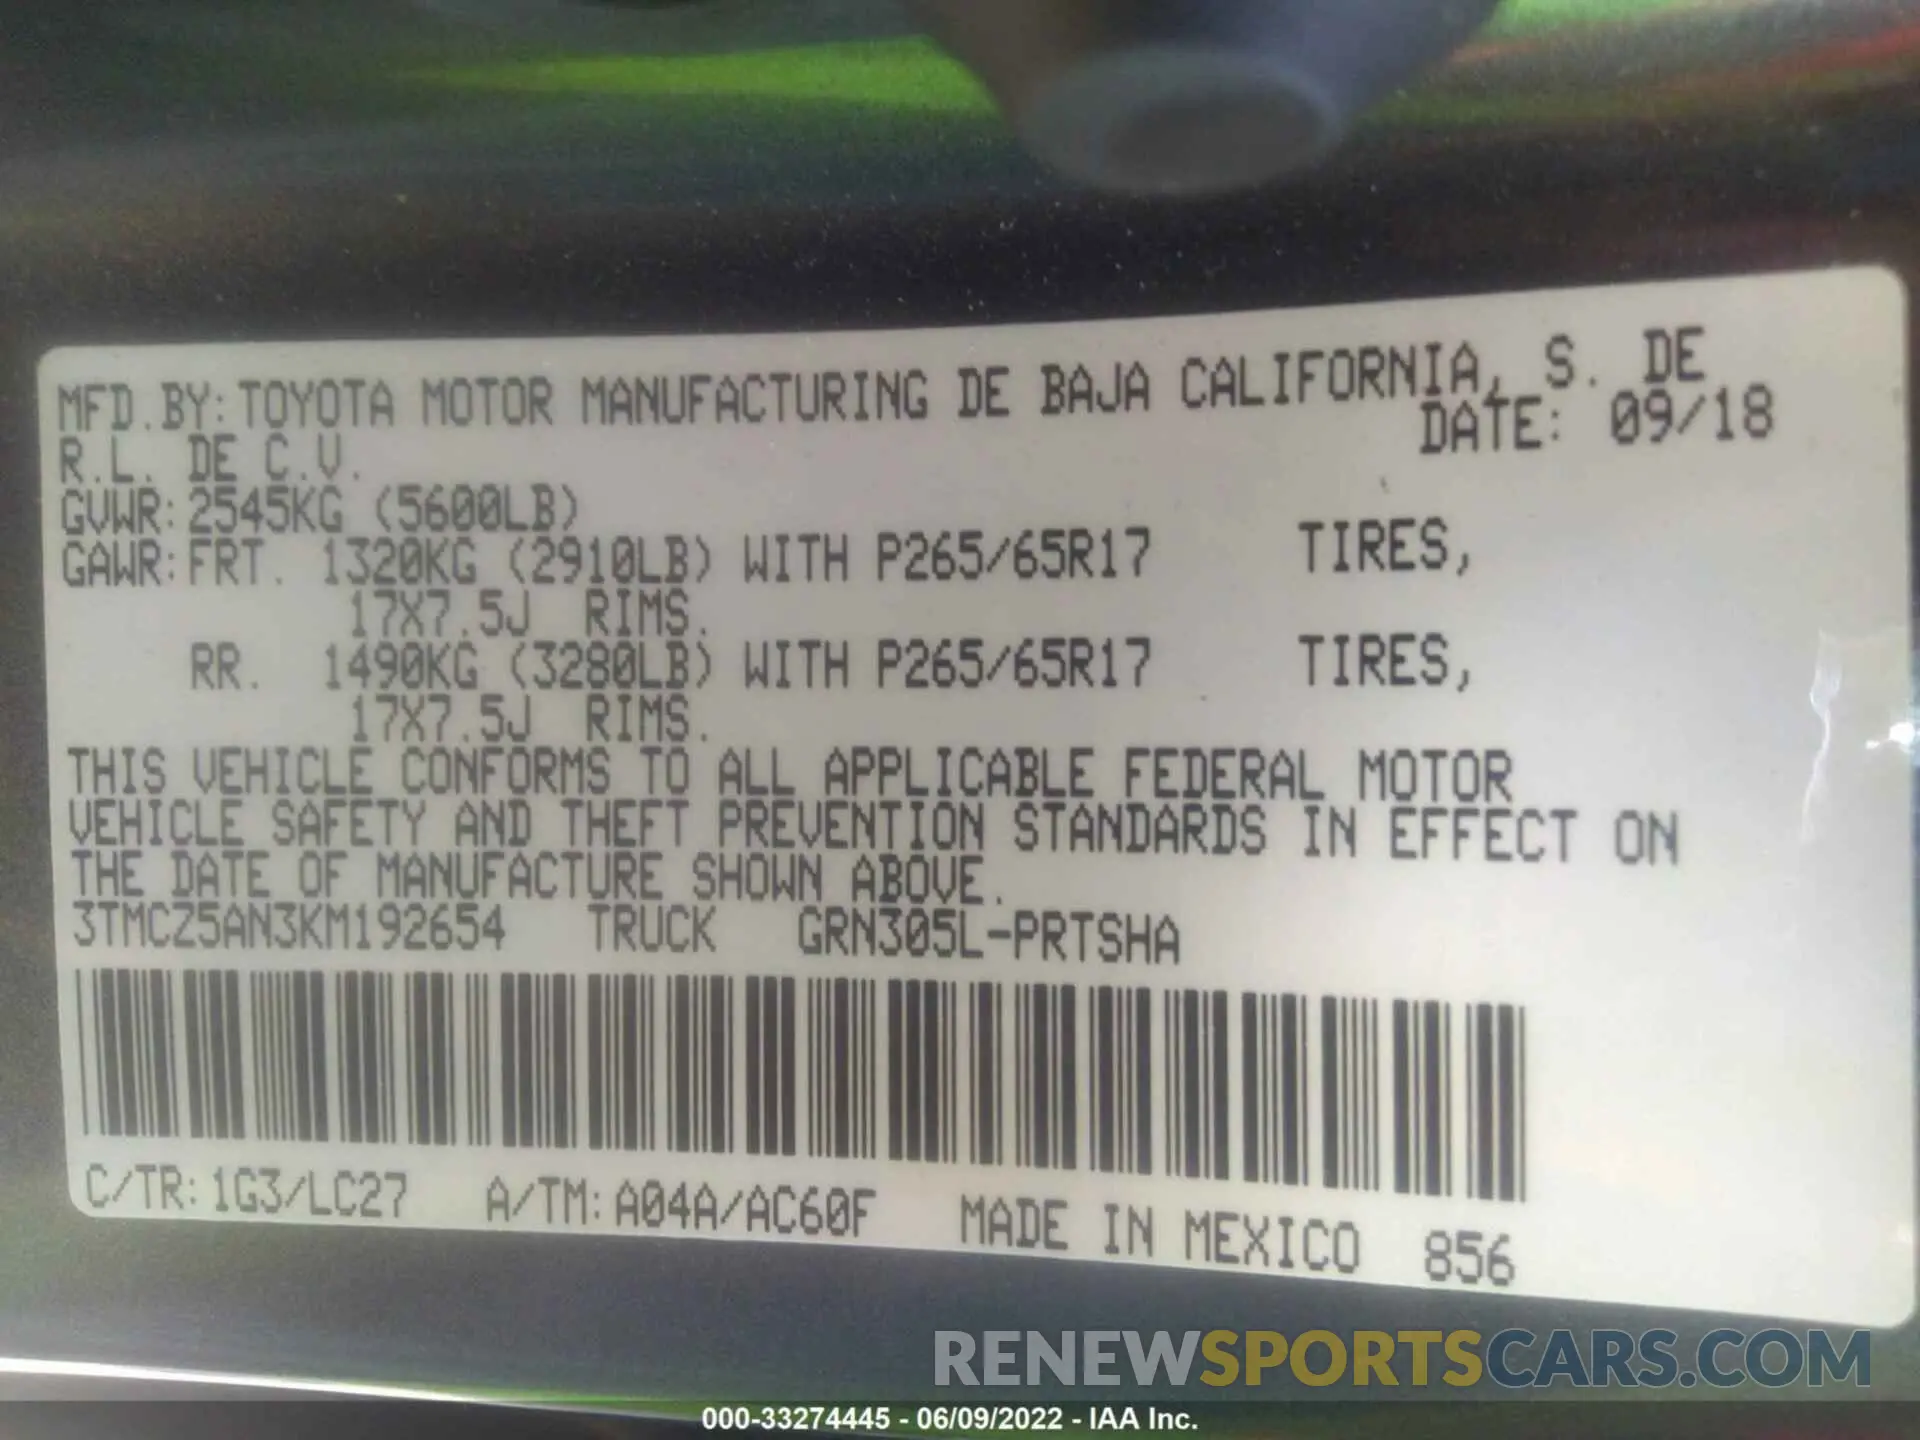 MFD.BY: TOYOTA MOTOR MANUFACTURING DE BAJA CALIFORNIA, S. DE
R.L. DE C.V. DATE: 09/18
GVWR: 2545KG (5600LB)
GAWR: FRT. 1320KG (2910LB) WITH P265/65R17 TIRES,
17X7.5J RIMS.
RR. 1490KG (3280LB) WITH P265/65R17 TIRES,
17X7.5J RIMS.
THIS VEHICLE CONFORMS TO ALL APPLICABLE FEDERAL MOTOR
VEHICLE SAFETY AND THEFT PREVENTION STANDARDS IN EFFECT ON
THE DATE OF MANUFACTURE SHOWN ABOVE.
3TMCZ5AN3KM192654 TRUCK GRN305L-PRTSHA
C/TR: 1G3/LC27 A/TM: A04A/AC60F MADE IN MEXICO 856
RENEWSPORTSCARS.COM
000-33274445 - 06/09/2022 - IAA Inc.